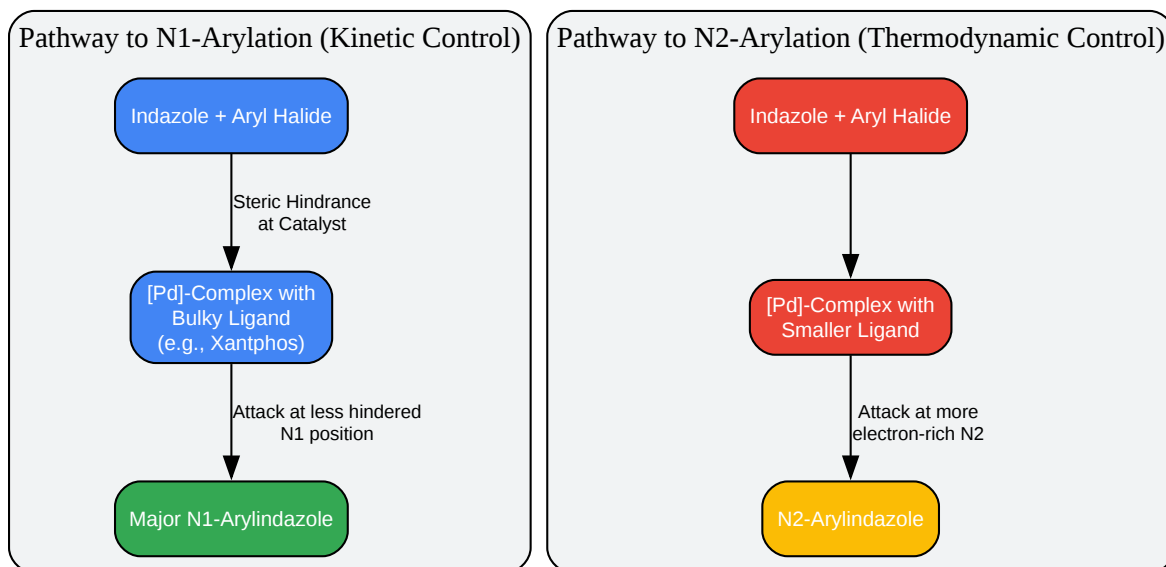 Pathway to N1-Arylation (Kinetic Control)
Indazole + Aryl Halide
Steric Hindrance
at Catalyst
[Pd]-Complex with
Bulky Ligand
(e.g., Xantphos)
Attack at less hindered
N1 position
Major N1-Arylindazole
Pathway to N2-Arylation (Thermodynamic Control)
Indazole + Aryl Halide
[Pd]-Complex with
Smaller Ligand
Attack at more
electron-rich N2
N2-Arylindazole